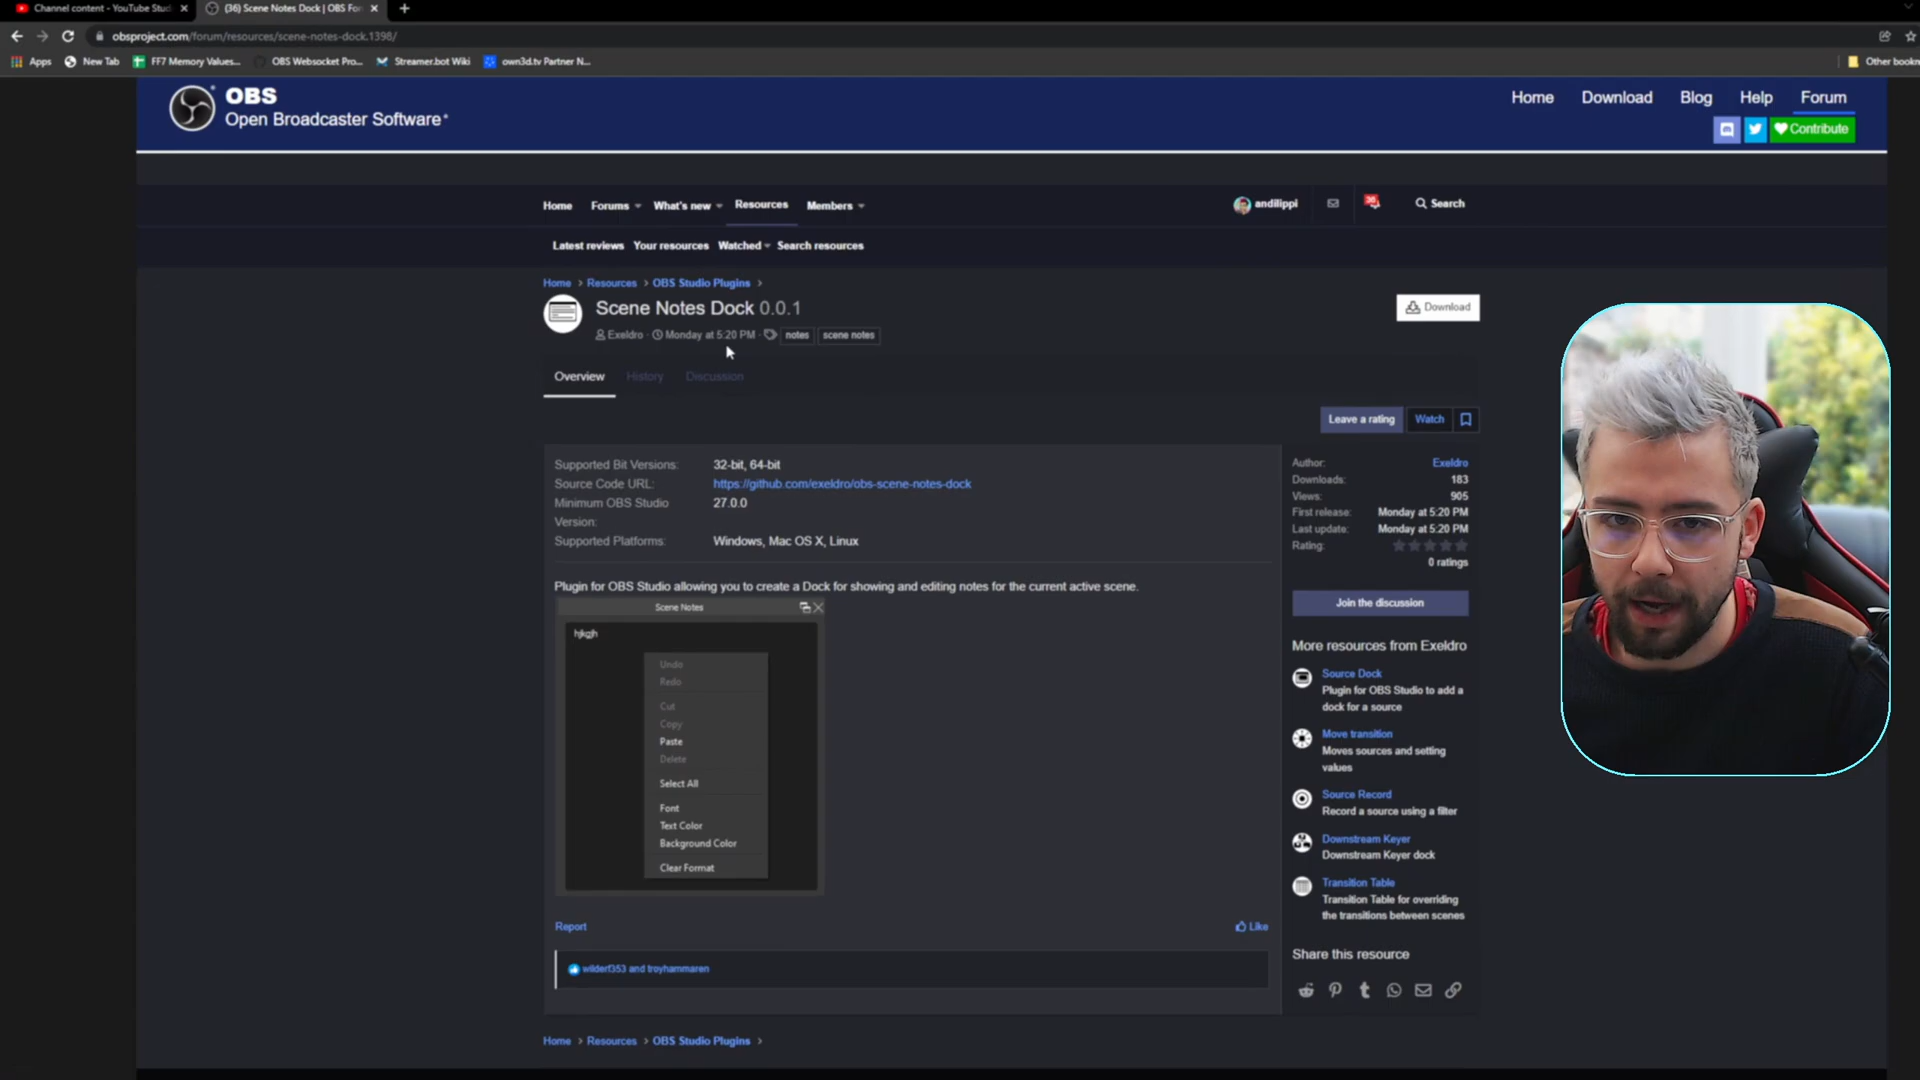 Channel content - YouTube Stud
(36) Scene Notes Dock | OBS For
obsproject.com/forum/resources/scene-notes-dock.1398/
Apps
New Tab
FF7 Memory Values...
OBS Websocket Pro...
Streamer.bot Wiki
own3d.tv Partner N...
Other bookn
OBS
Open Broadcaster Software
Home
Download
Blog
Help
Forum
Contribute
Home
Forums
What's new
Resources
Members
andilippi
36
Search
Latest reviews
Your resources
Watched
Search resources
Home > Resources > OBS Studio Plugins >
Scene Notes Dock 0.0.1
Download
Exeldro · Monday at 5:20 PM ·
notes
scene notes
Overview
History
Discussion
Leave a rating
Watch
Supported Bit Versions: 32-bit, 64-bit
Source Code URL: https://github.com/exeldro/obs-scene-notes-dock
Minimum OBS Studio 27.0.0
Version:
Supported Platforms: Windows, Mac OS X, Linux
Plugin for OBS Studio allowing you to create a Dock for showing and editing notes for the current active scene.
Scene Notes
hjkgjh
Undo
Redo
Cut
Copy
Paste
Delete
Select All
Font
Text Color
Background Color
Clear Format
Report
Like
wilderf353 and troyhammaren
Author: Exeldro
Downloads: 183
Views: 905
First release: Monday at 5:20 PM
Last update: Monday at 5:20 PM
Rating:
0 ratings
Join the discussion
More resources from Exeldro
Source Dock
Plugin for OBS Studio to add a
dock for a source
Move transition
Moves sources and setting
values
Source Record
Record a source using a filter
Downstream Keyer
Downstream Keyer dock
Transition Table
Transition Table for overriding
the transitions between scenes
Share this resource
Home > Resources > OBS Studio Plugins >